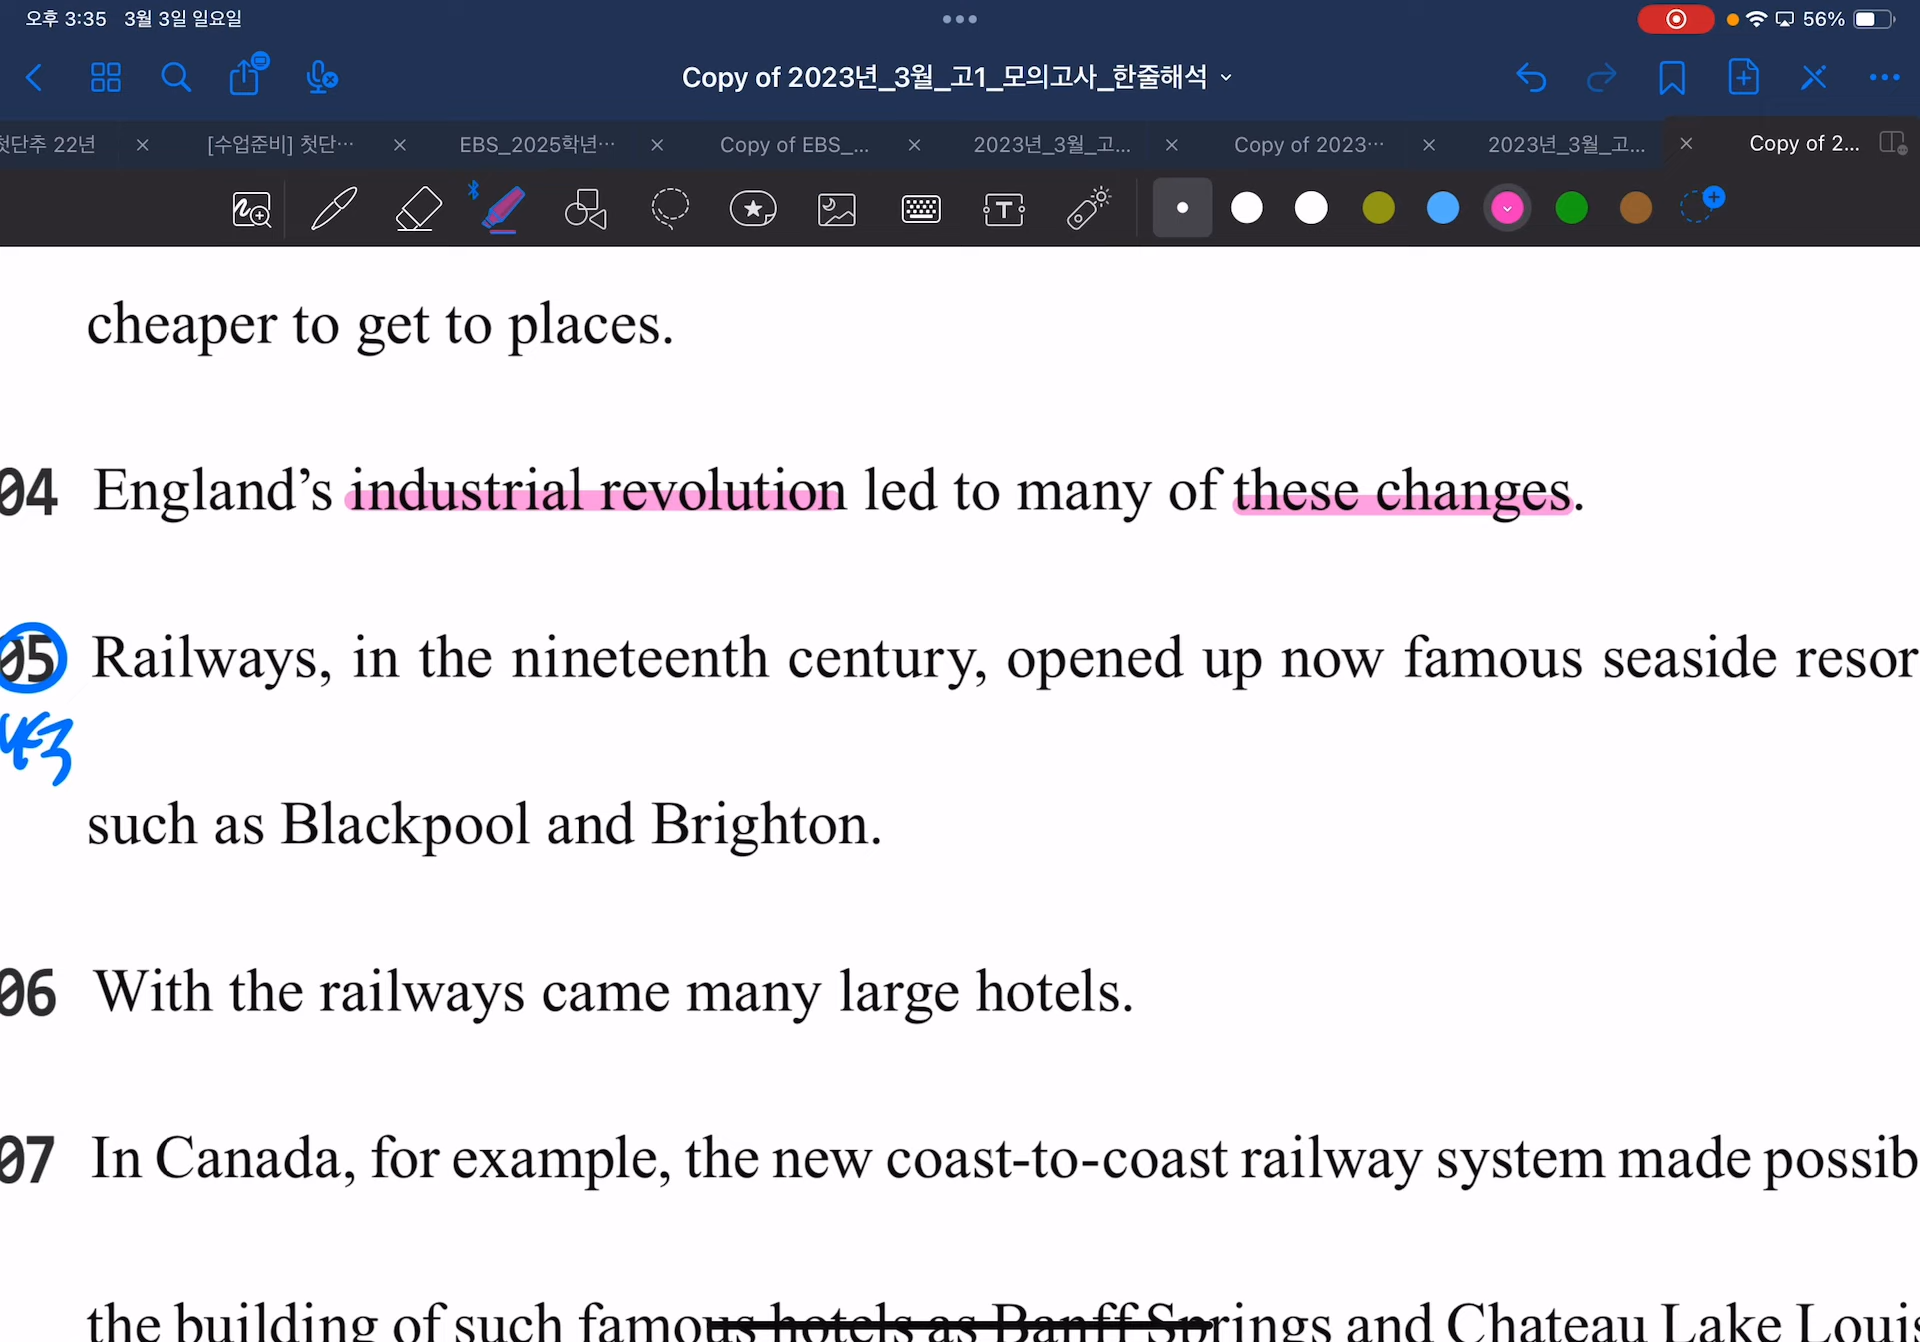 오후 3:35 3월 3일 일요일
56%
Copy of 2023년_3월_고1_모의고사_한줄해석
첫단추 22년
[수업준비] 첫단…
EBS_2025학년…
Copy of EBS_...
2023년_3월_고...
Copy of 2023…
2023년_3월_고...
Copy of 2...
cheaper to get to places.
04 England’s industrial revolution led to many of these changes.
05 Railways, in the nineteenth century, opened up now famous seaside resor
such as Blackpool and Brighton.
06 With the railways came many large hotels.
07 In Canada, for example, the new coast-to-coast railway system made possib
the building of such famous hotels as Banff Springs and Chateau Lake Louis